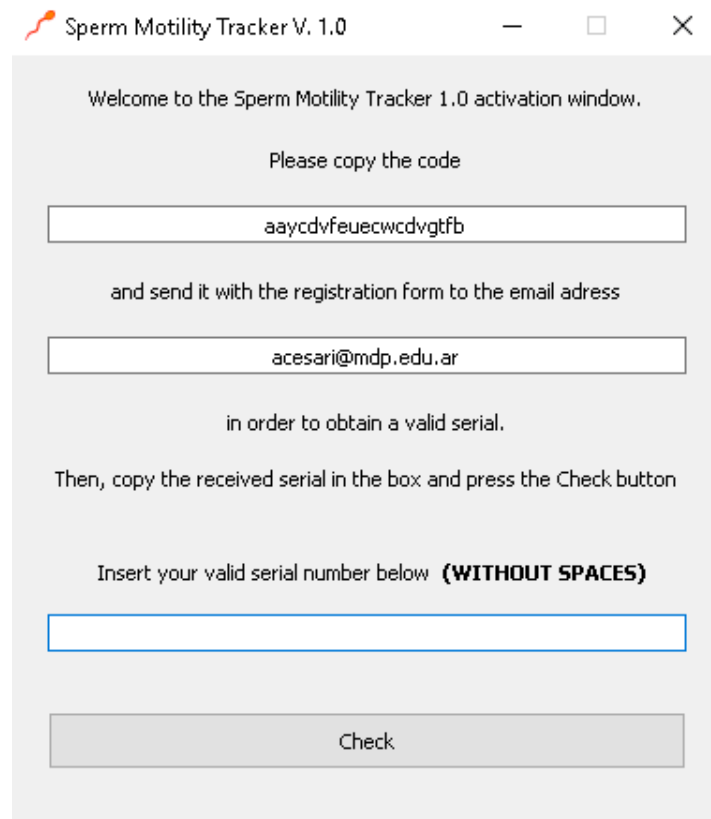 Sperm Motility Tracker V. 1.0
Welcome to the Sperm Motility Tracker 1.0 activation window.
Please copy the code
aaycdvfeuecwcdvgtfb
and send it with the registration form to the email adress
acesari@mdp.edu.ar
in order to obtain a valid serial.
Then, copy the received serial in the box and press the Check button
Insert your valid serial number below (WITHOUT SPACES)
Check